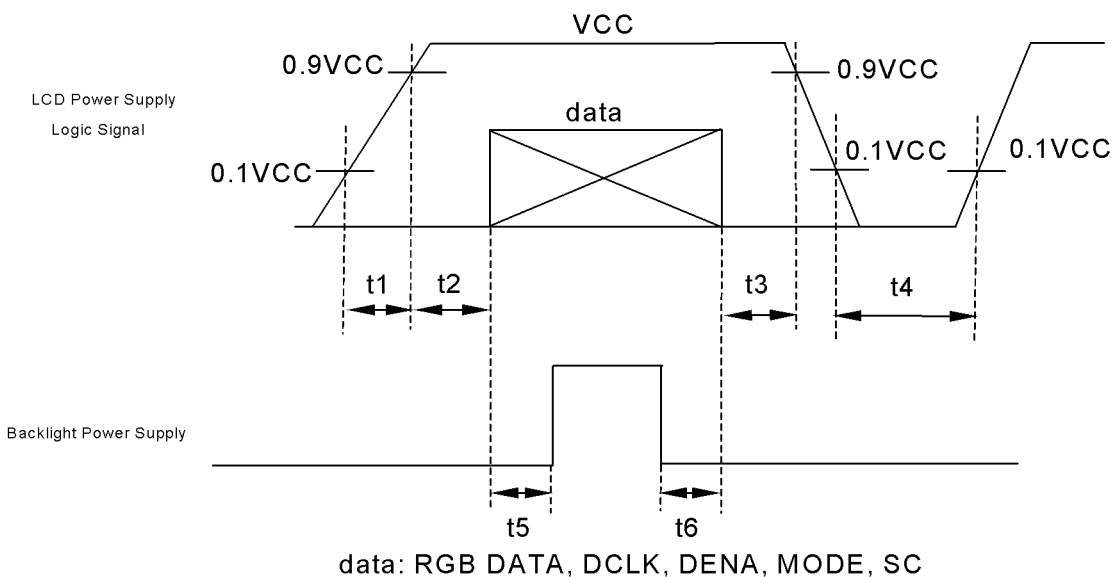 VCC
0.9VCC
0.9VCC
LCD Power Supply
Logic Signal
data
0.1VCC
0.1VCC
0.1VCC
t1
t2
t3
t4
Backlight Power Supply
t5
t6
data: RGB DATA, DCLK, DENA, MODE, SC